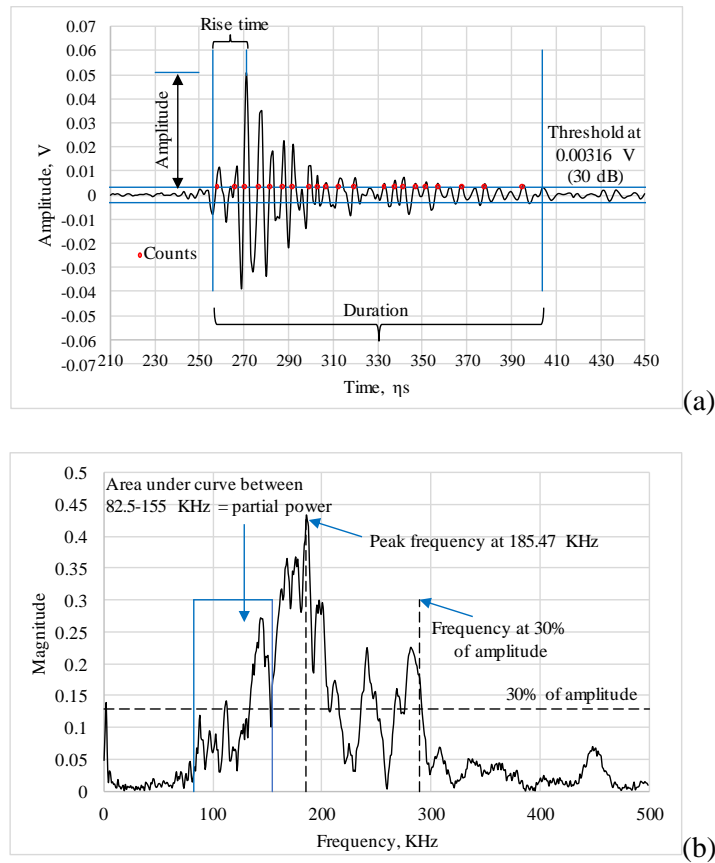 Rise time
0.07
0.06
0.05
0.04
0.03
0.02
0.01
0
-0.01
-0.02
-0.03
-0.04
-0.05
-0.06
-0.07
Amplitude, V
Amplitude
Threshold at
0.00316 V
(30 dB)
Counts
Duration
210 230 250 270 290 310 330 350 370 390 410 430 450
Time, ηs
(a)
0.5
0.45
0.4
0.35
0.3
0.25
0.2
0.15
0.1
0.05
0
Magnitude
Area under curve between
82.5-155 KHz = partial power
Peak frequency at 185.47 KHz
Frequency at 30%
of amplitude
30% of amplitude
0 100 200 300 400 500
Frequency, KHz
(b)